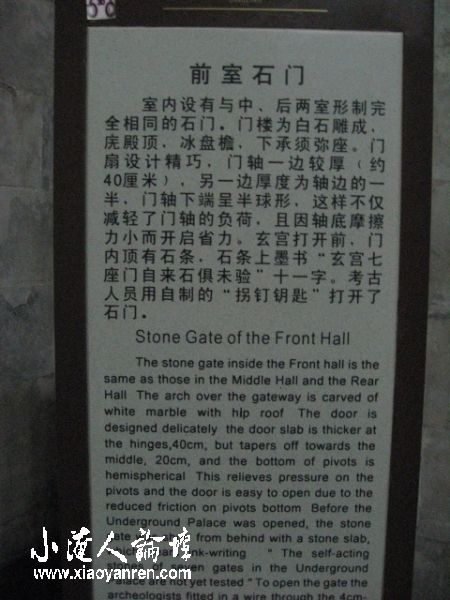 前室石门
室内设有与中、后两室形制完
全相同的石门。门楼为白石雕成，
庑殿顶，冰盘檐，下承须弥座。门
扇设计精巧，门轴一边较厚（约
40厘米），另一边厚度为轴边的一
半，门轴下端呈半球形，这样不仅
减轻了门轴的负荷，且因轴底摩擦
力小而开启省力。玄宫打开前，门
内顶有石条，石条上墨书“玄宫七
座门自来石俱未验”十一字。考古
人员用自制的“拐钉钥匙”打开了
石门。
Stone Gate of the Front Hall
The stone gate inside the Front hall is the
same as those in the Middle Hall and the Rear
Hall The arch over the gateway is carved of
white marble with hip roof The door is
designed delicately the door slab is thicker at
the hinges,40cm, but tapers off towards the
middle, 20cm, and the bottom of pivots is
hemispherical This relieves pressure on the
pivots and the door is easy to open due to the
reduced friction on pivots bottom Before the
Underground Palace was opened, the stone
from behind with a stone slab,
ink-writing " The self-acting
seven gates in the Underground
Palace are not yet tested " To open the gate the
archeologists fitted in a wire through the 4cm-
小莲人論壇
www.xiaoyanren.com